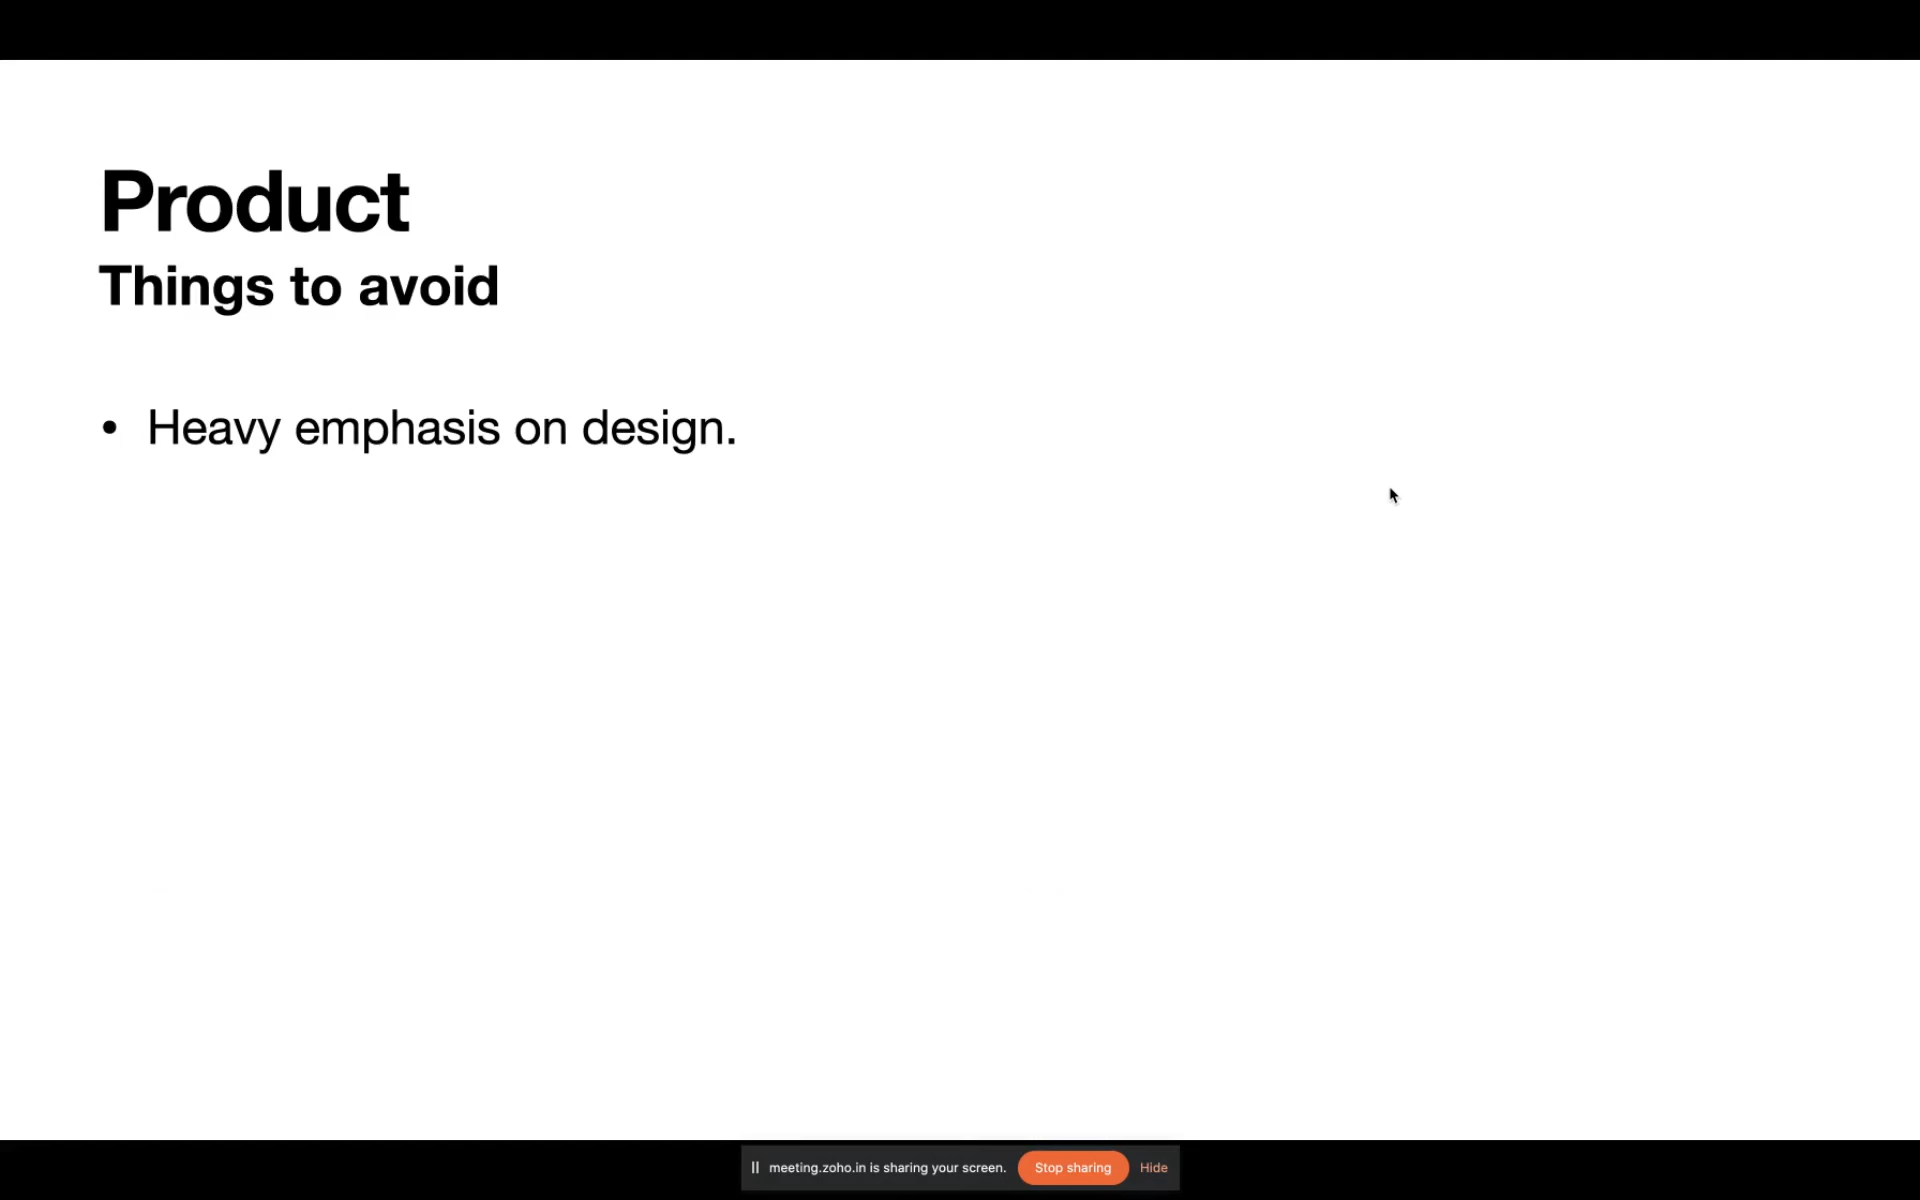 Product
Things to avoid
• Heavy emphasis on design.
meeting.zoho.in is sharing your screen. Stop sharing Hide